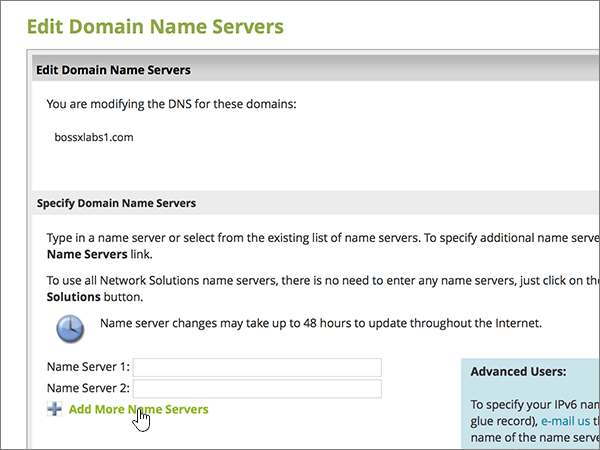 Edit Domain Name Servers
Edit Domain Name Servers
You are modifying the DNS for these domains:
bossxlabs1.com
Specify Domain Name Servers
Type in a name server or select from the existing list of name servers. To specify additional name serve
Name Servers link.
To use all Network Solutions name servers, there is no need to enter any name servers, just click on the
Solutions button.
Name server changes may take up to 48 hours to update throughout the Internet.
Name Server 1:
Name Server 2:
Add More Name Servers
Advanced Users:
To specify your IPv6 nam
glue record), e-mail us th
name of the name serve